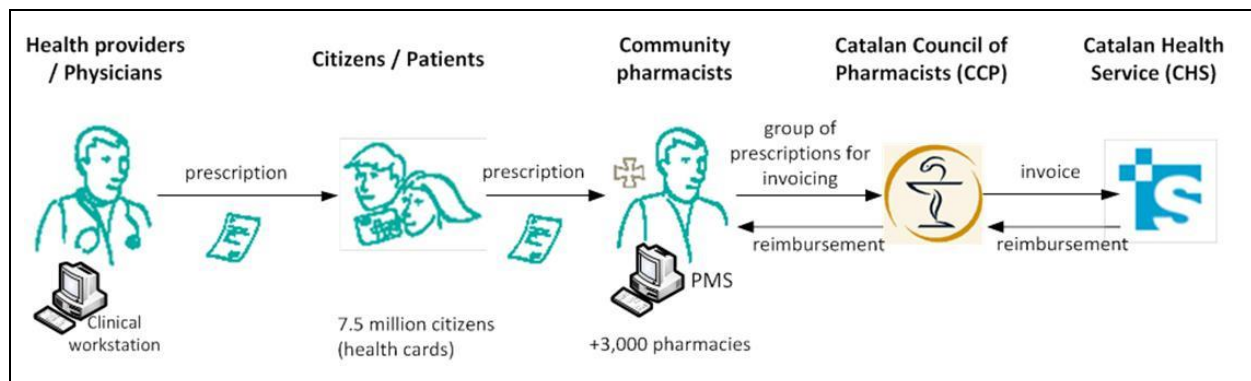 Health providers
/ Physicians
Citizens / Patients
Community
pharmacists
Catalan Council of
Pharmacists (CCP)
Catalan Health
Service (CHS)
prescription
prescription
group of
prescriptions for
invoicing
invoice
reimbursement
reimbursement
PMS
Clinical
workstation
7.5 million citizens
(health cards)
+3,000 pharmacies